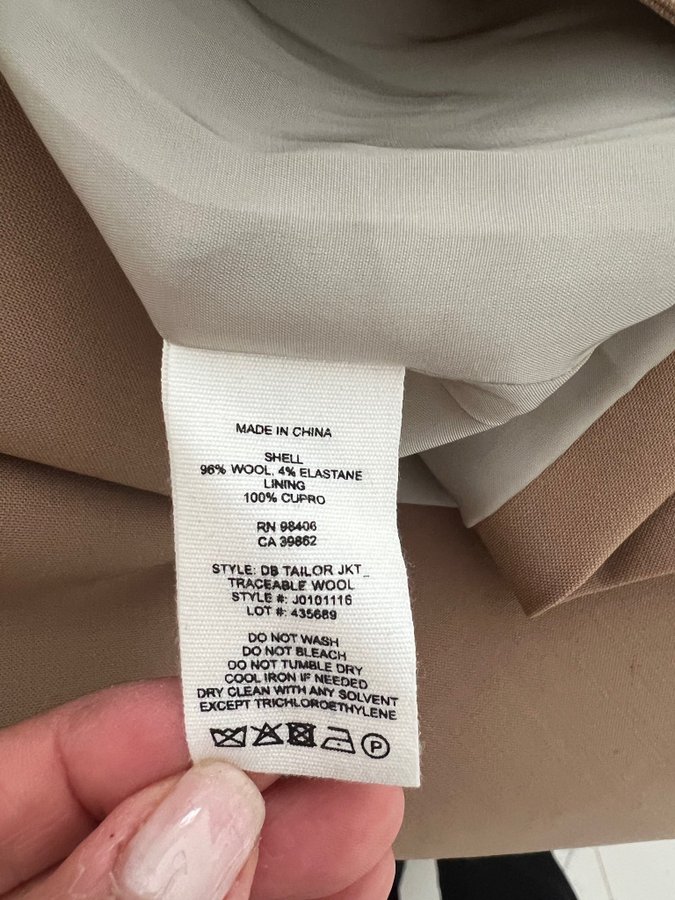 MADE IN CHINA
SHELL
96% WOOL, 4% ELASTANE
LINING
100% CUPRO
RN 98406
CA 39862
STYLE: DB TAILOR JKT_
TRACEABLE WOOL
STYLE #: J0101116
LOT #: 435689
DO NOT WASH
DO NOT BLEACH
DO NOT TUMBLE DRY
COOL IRON IF NEEDED
DRY CLEAN WITH ANY SOLVENT
EXCEPT TRICHLOROETHYLENE
P